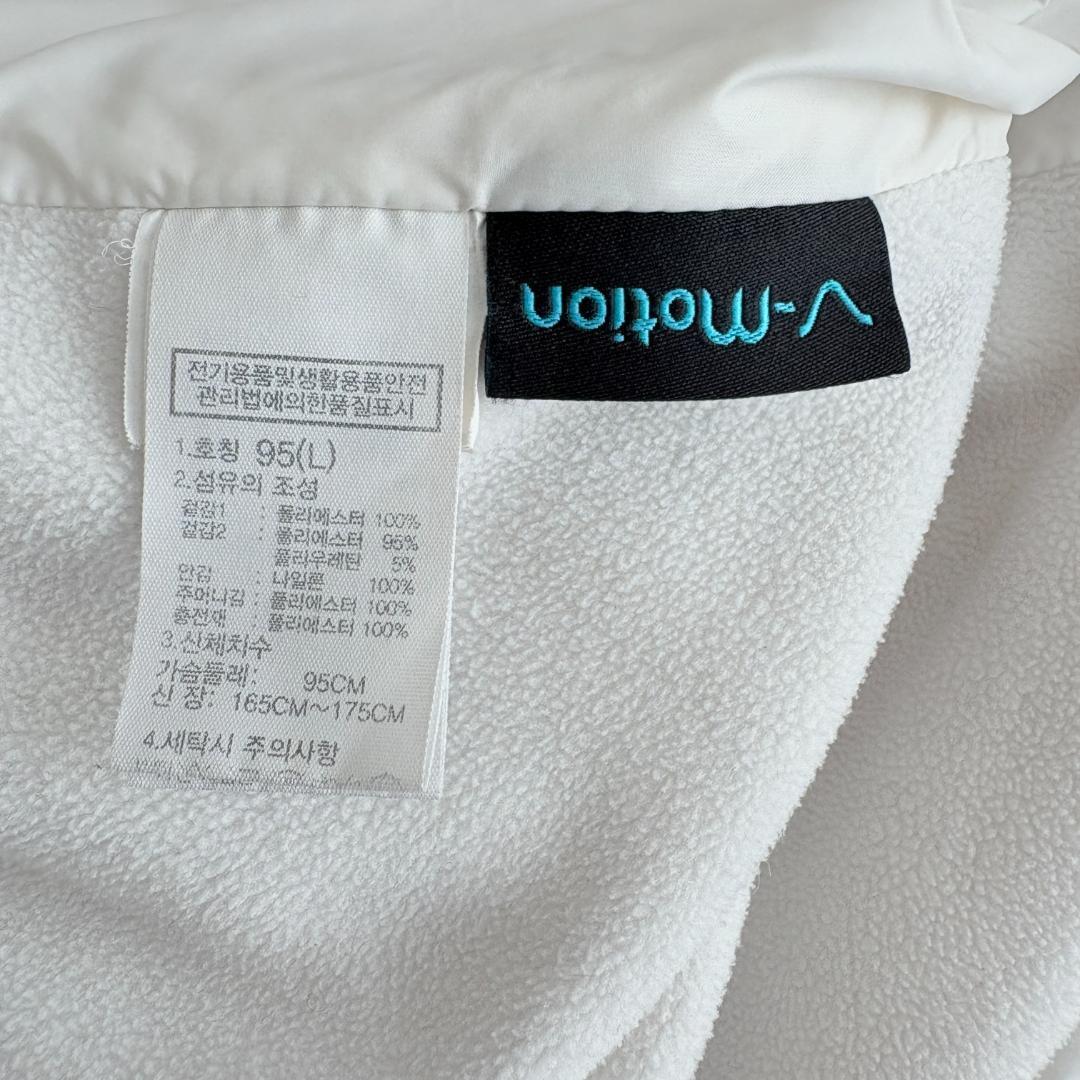 전기용품및생활용품안전
관리법에의한품질표시
1.호칭 95(L)
2.섬유의 조성
겉감1 : 폴리에스터 100%
겉감2 : 폴리에스터 95%
폴리우레탄 5%
안감 : 나일론 100%
주머니감 : 폴리에스터 100%
충전재 : 폴리에스터 100%
3.신체치수
가슴둘레: 95CM
신 장: 165CM~175CM
4.세탁시 주의사항
V-Motion